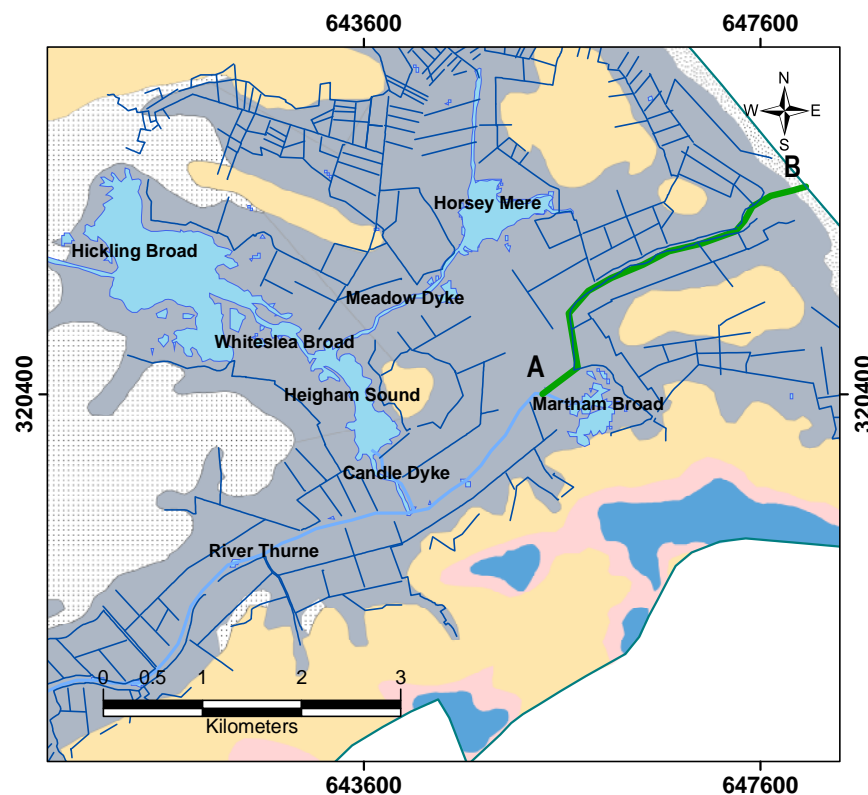 643600
647600
N
W
E
S
B
Horsey Mere
Hickling Broad
Meadow Dyke
Whiteslea Broad
A
Heigham Sound
320400
320400
Martham Broad
Candle Dyke
River Thurne
0 0.5 1 2 3
Kilometers
643600
647600